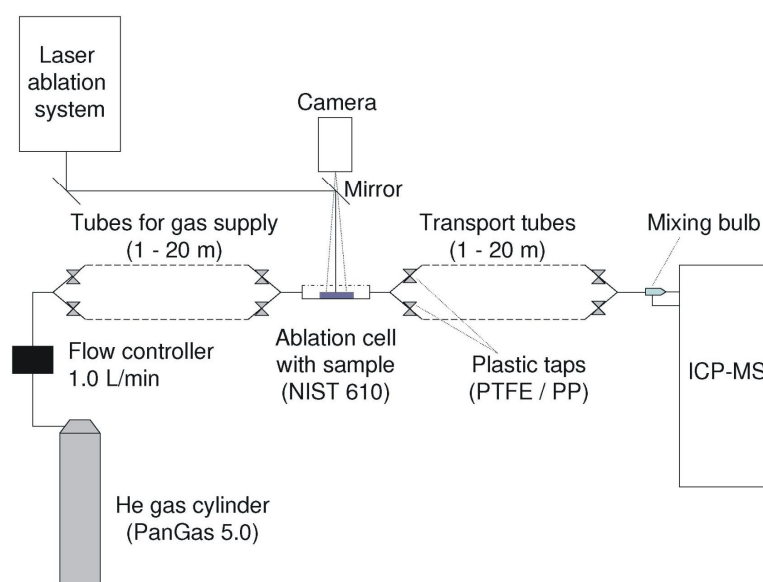 Laser
ablation
system
Camera
Mirror
Tubes for gas supply
(1 - 20 m)
Transport tubes
(1 - 20 m)
Mixing bulb
Flow controller
1.0 L/min
Ablation cell
with sample
(NIST 610)
Plastic taps
(PTFE / PP)
ICP-MS
He gas cylinder
(PanGas 5.0)